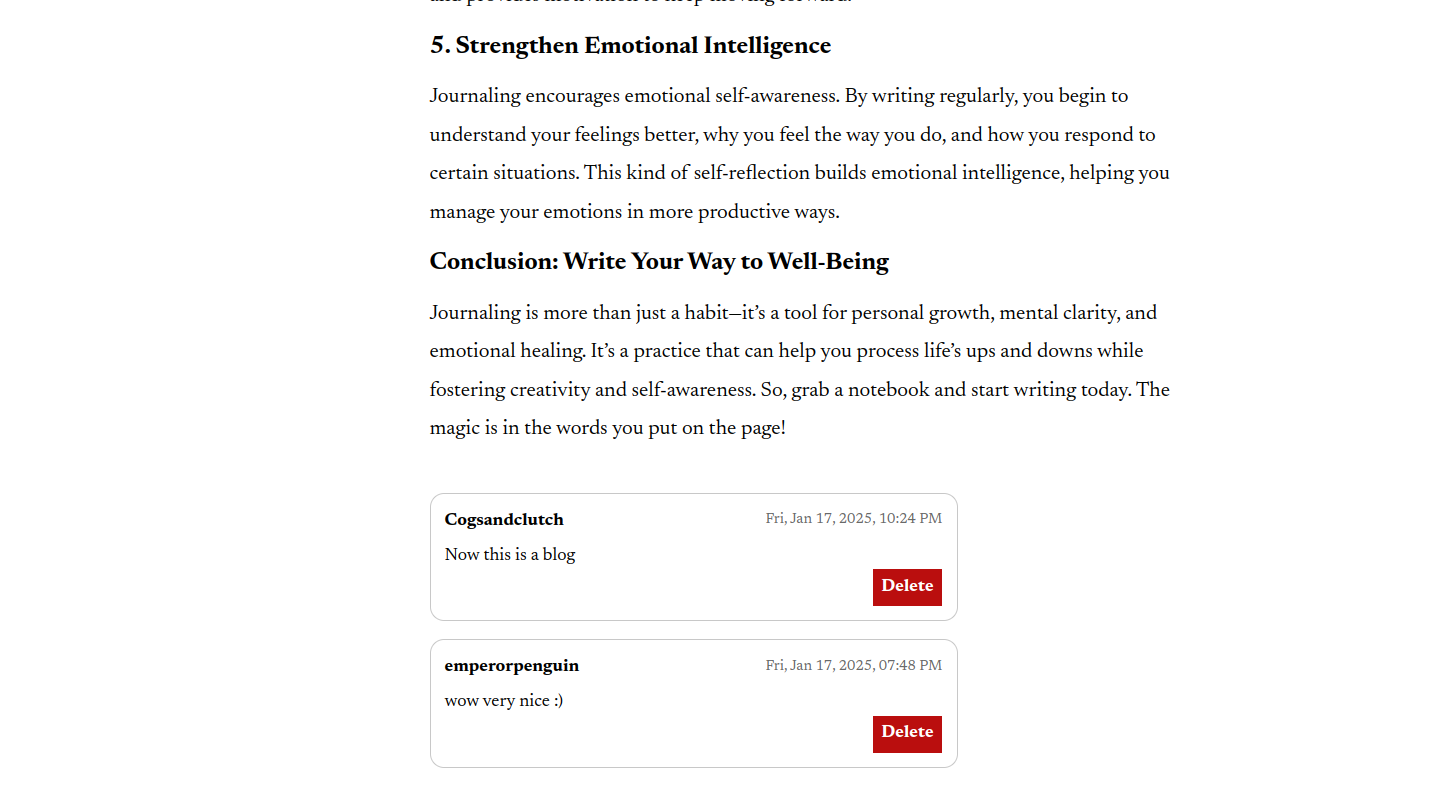 and provides motivation to keep moving forward.
5. Strengthen Emotional Intelligence
Journaling encourages emotional self-awareness. By writing regularly, you begin to
understand your feelings better, why you feel the way you do, and how you respond to
certain situations. This kind of self-reflection builds emotional intelligence, helping you
manage your emotions in more productive ways.
Conclusion: Write Your Way to Well-Being
Journaling is more than just a habit—it’s a tool for personal growth, mental clarity, and
emotional healing. It’s a practice that can help you process life’s ups and downs while
fostering creativity and self-awareness. So, grab a notebook and start writing today. The
magic is in the words you put on the page!
Cogsandclutch Fri, Jan 17, 2025, 10:24 PM
Now this is a blog
Delete
emperorpenguin Fri, Jan 17, 2025, 07:48 PM
wow very nice :)
Delete